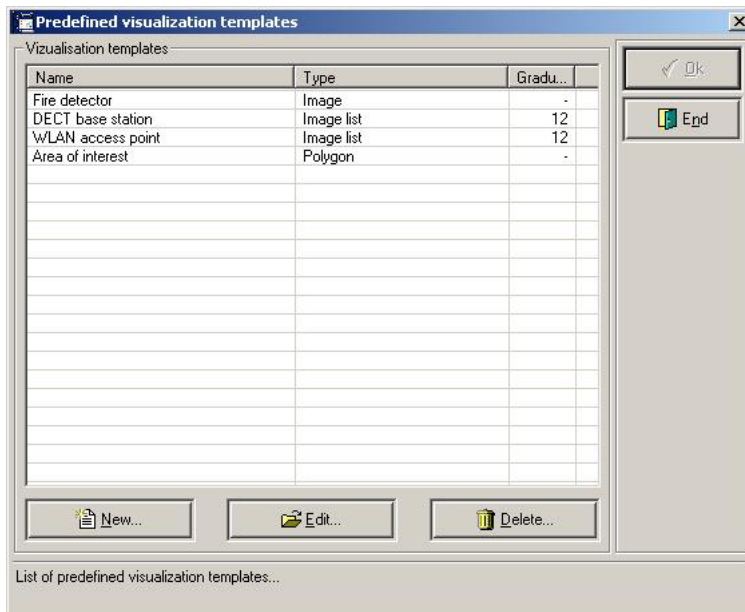 Predefined visualization templates
Vizualisation templates
Name Type Gradu...
Fire detector Image -
DECT base station Image list 12
WLAN access point Image list 12
Area of interest Polygon -
Ok
End
New... Edit... Delete...
List of predefined visualization templates...